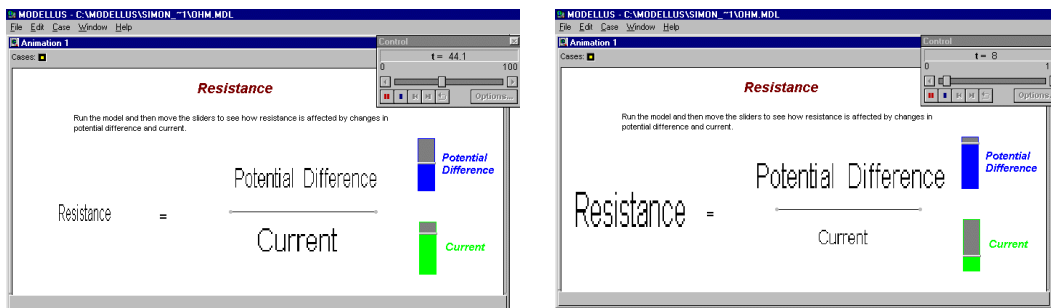 MODELLUS - C:\MODELLUS\SIMON_~1\OHM.MDL
File Edit Case Window Help
Animation 1
Cases:
Control
t = 44.1
0 100
Options...
Resistance
Run the model and then move the sliders to see how resistance is affected by changes in
potential difference and current.
Potential
Difference
Potential Difference
Resistance =
Current
Current
MODELLUS - C:\MODELLUS\SIMON_~1\OHM.MDL
File Edit Case Window Help
Animation 1
Cases:
Control
t = 8
0 1
Options.
Resistance
Run the model and then move the sliders to see how resistance is affected by changes in
potential difference and current.
Potential
Difference
Potential Difference
Resistance =
Current
Current